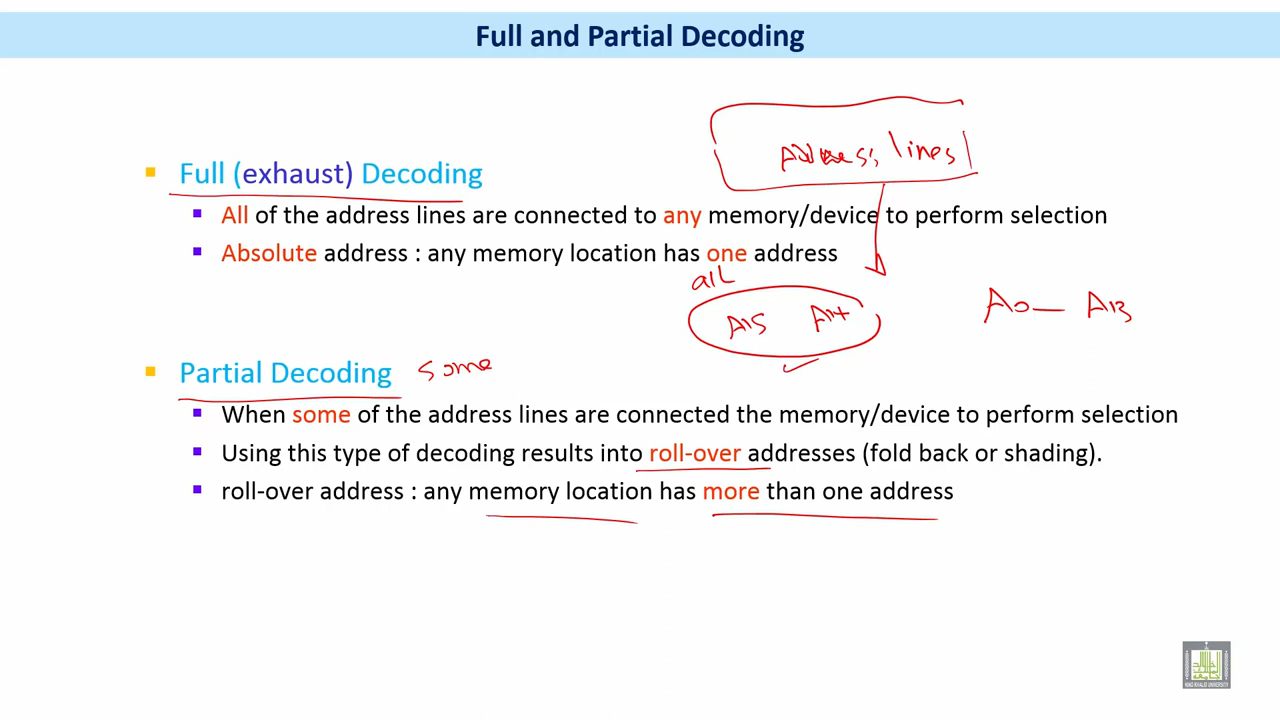 Full and Partial Decoding
Address lines
Full (exhaust) Decoding
All of the address lines are connected to any memory/device to perform selection
Absolute address : any memory location has one address
all
A15 A14
A0 — A13
Partial Decoding some
When some of the address lines are connected the memory/device to perform selection
Using this type of decoding results into roll-over addresses (fold back or shading).
roll-over address : any memory location has more than one address
KING KHALID UNIVERSITY